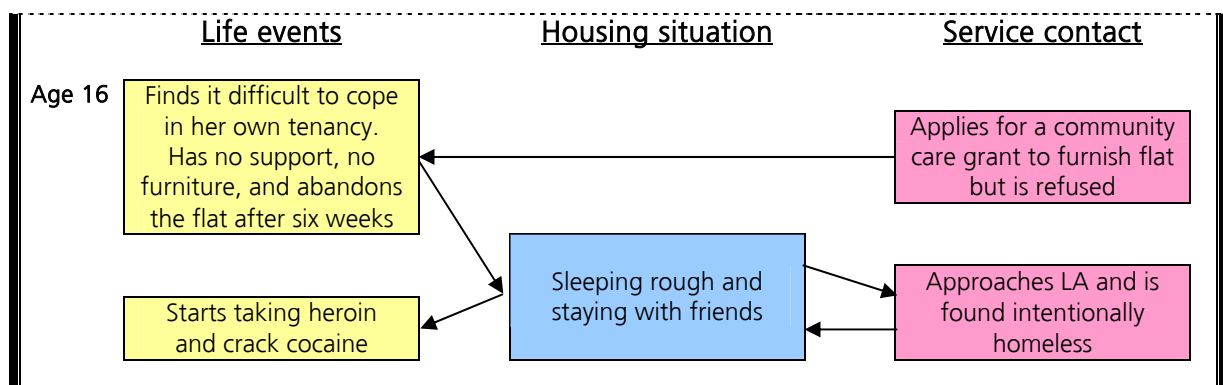 Life events
Housing situation
Service contact
Age 16
Finds it difficult to cope
in her own tenancy.
Has no support, no
furniture, and abandons
the flat after six weeks
Applies for a community
care grant to furnish flat
but is refused
Sleeping rough and
staying with friends
Approaches LA and is
found intentionally
homeless
Starts taking heroin
and crack cocaine